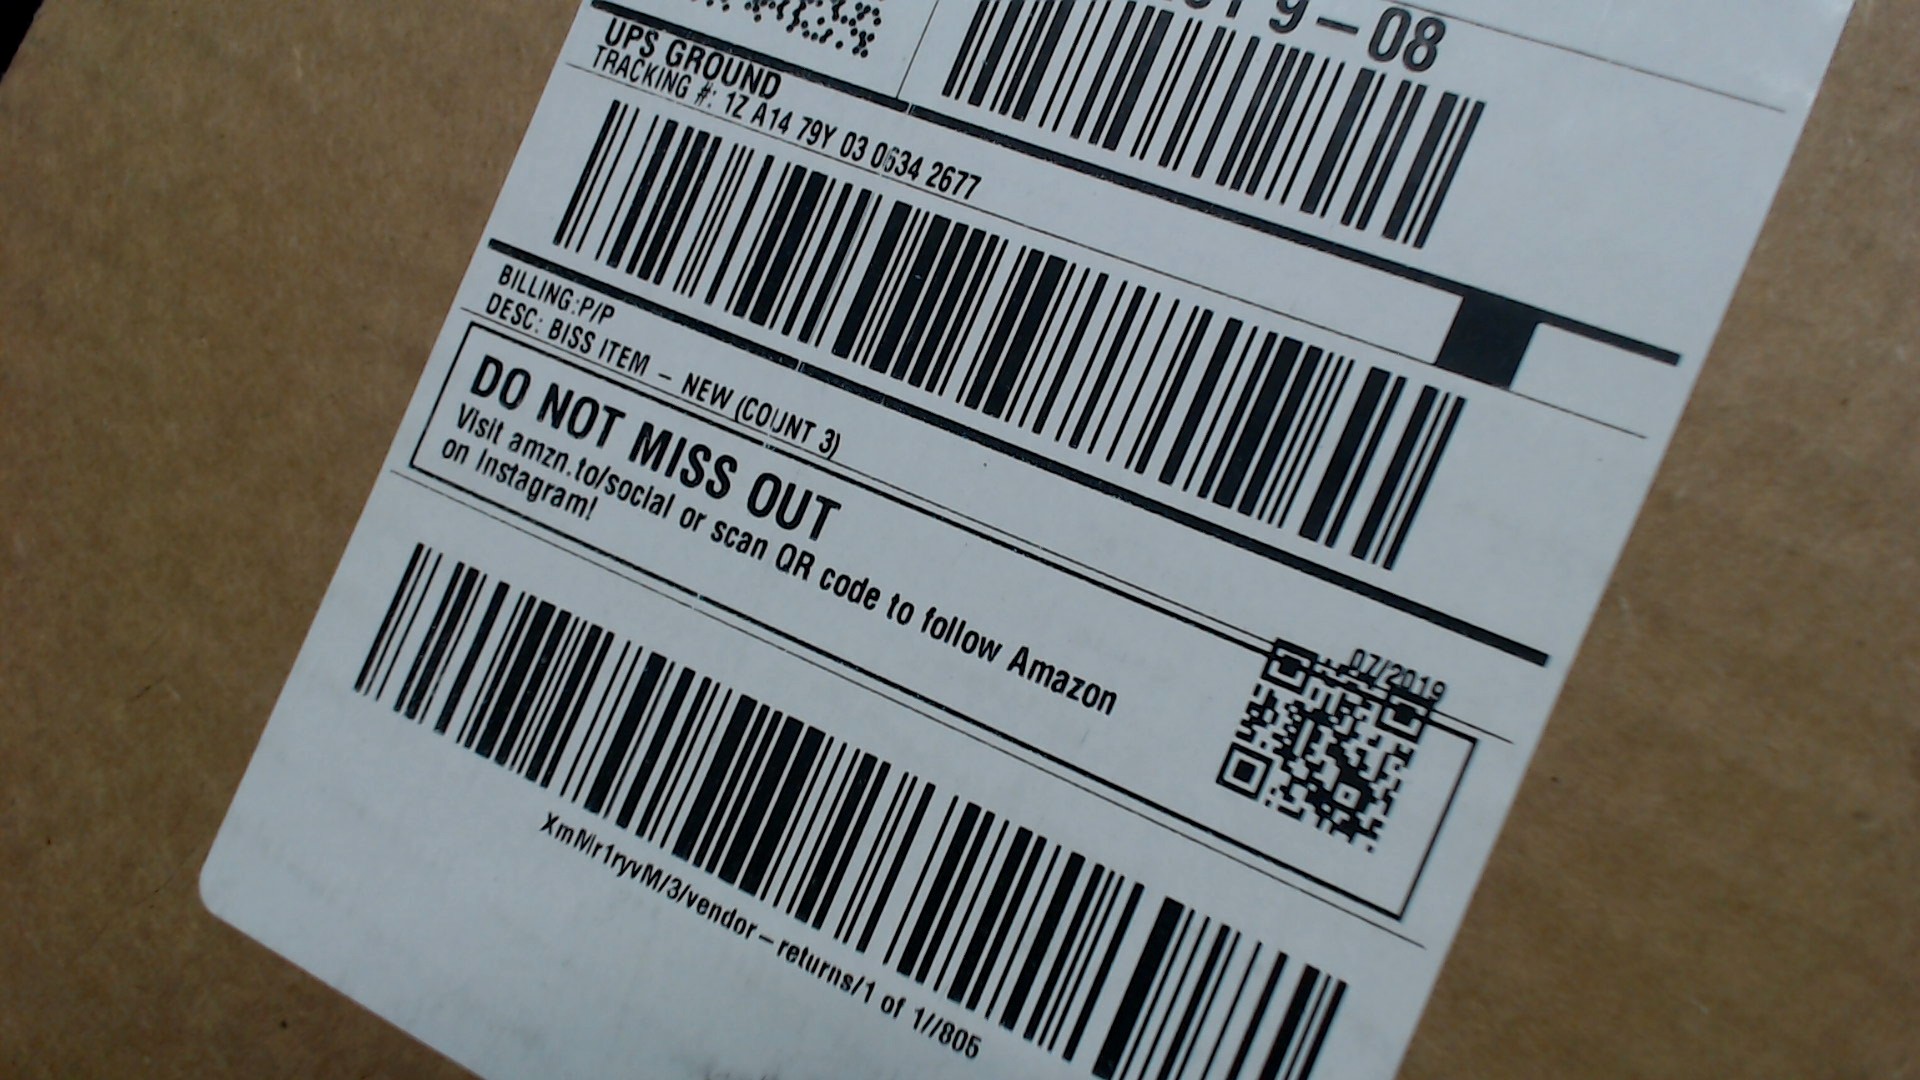 9-08
UPS GROUND
TRACKING #: 1Z A14 79Y 03 0634 2677
BILLING:P/P
DESC: BISS ITEM - NEW (COUNT 3)
DO NOT MISS OUT
Visit amzn.to/social or scan QR code to follow Amazon
on Instagram!
07/2019
XmMr1ryvM/3/vendor-returns/1 of 1//805